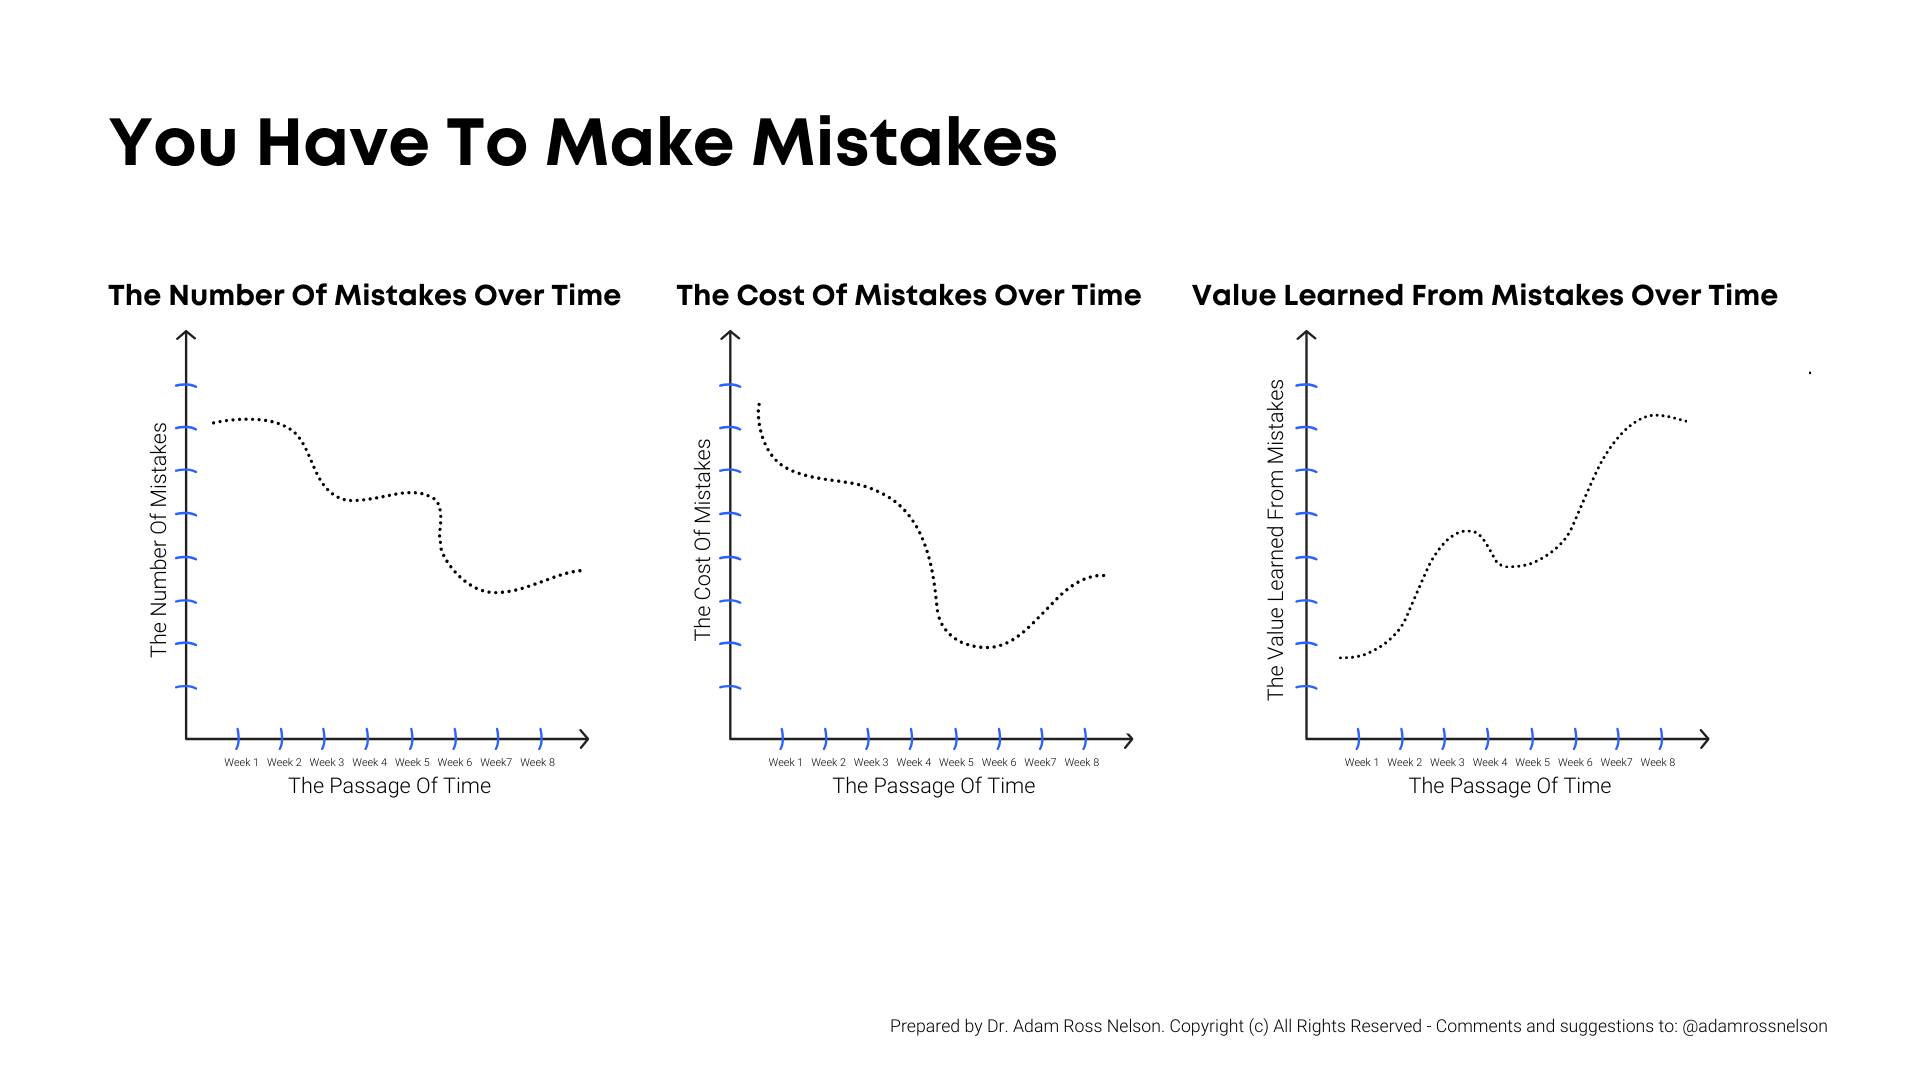 You Have To Make Mistakes
The Number Of Mistakes Over Time
The Number Of Mistakes
Week 1 Week 2 Week 3 Week 4 Week 5 Week 6 Week7 Week 8
The Passage Of Time
The Cost Of Mistakes Over Time
The Cost Of Mistakes
Week 1 Week 2 Week 3 Week 4 Week 5 Week 6 Week7 Week 8
The Passage Of Time
Value Learned From Mistakes Over Time
The Value Learned From Mistakes
Week 1 Week 2 Week 3 Week 4 Week 5 Week 6 Week7 Week 8
The Passage Of Time
Prepared by Dr. Adam Ross Nelson. Copyright (c) All Rights Reserved - Comments and suggestions to: @adamrossnelson